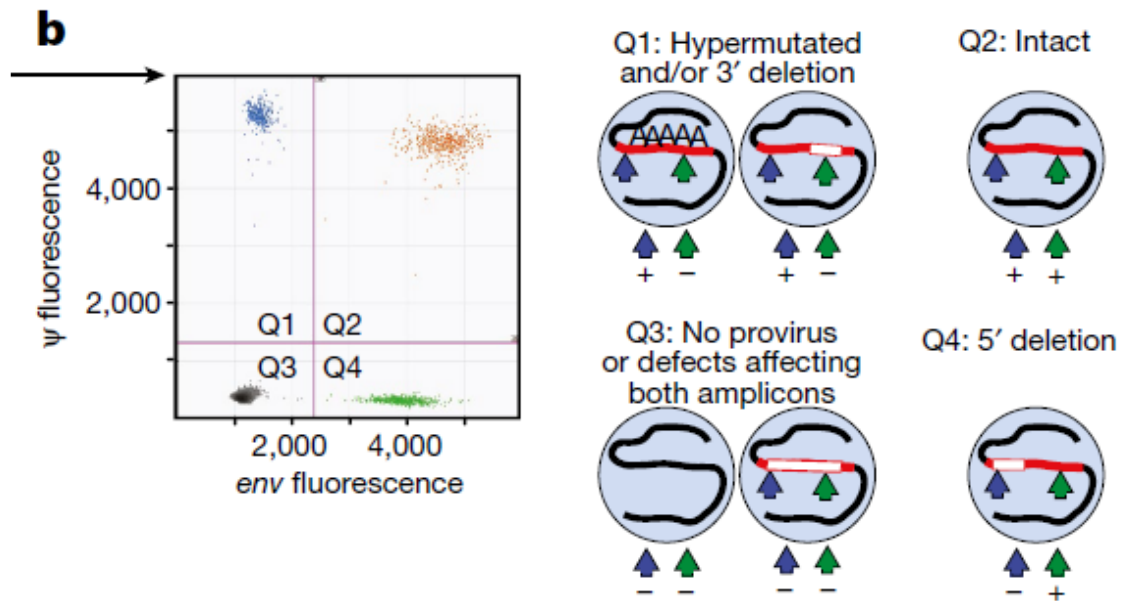 b
ψ fluorescence
4,000
2,000
Q1 Q2
Q3 Q4
2,000 4,000
env fluorescence
Q1: Hypermutated
and/or 3′ deletion
AAAAA
+ − + −
Q2: Intact
+ +
Q3: No provirus
or defects affecting
both amplicons
− − − −
Q4: 5′ deletion
− +